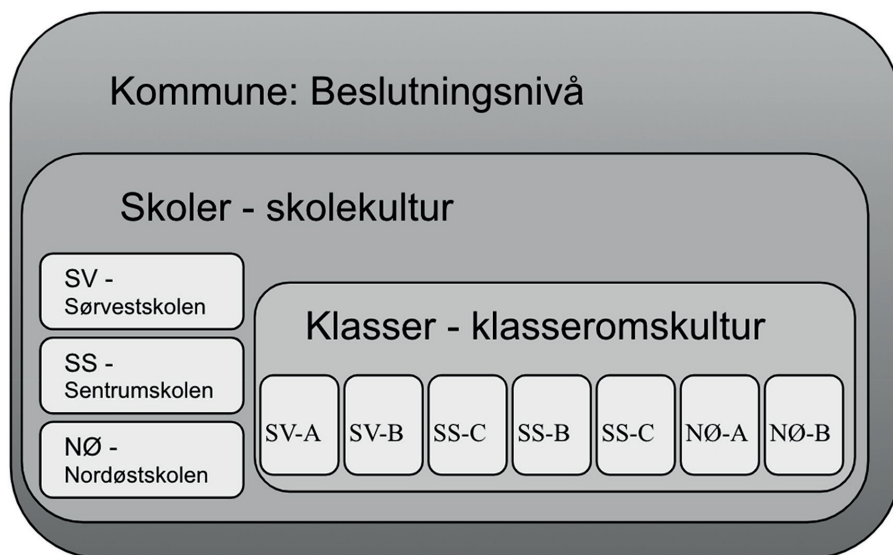 Kommune: Beslutningsnivå
Skoler - skolekultur
SV -
Sørvestskolen
SS -
Sentrumskolen
NØ -
Nordøstskolen
Klasser - klasseromskultur
SV-A
SV-B
SS-C
SS-B
SS-C
NØ-A
NØ-B